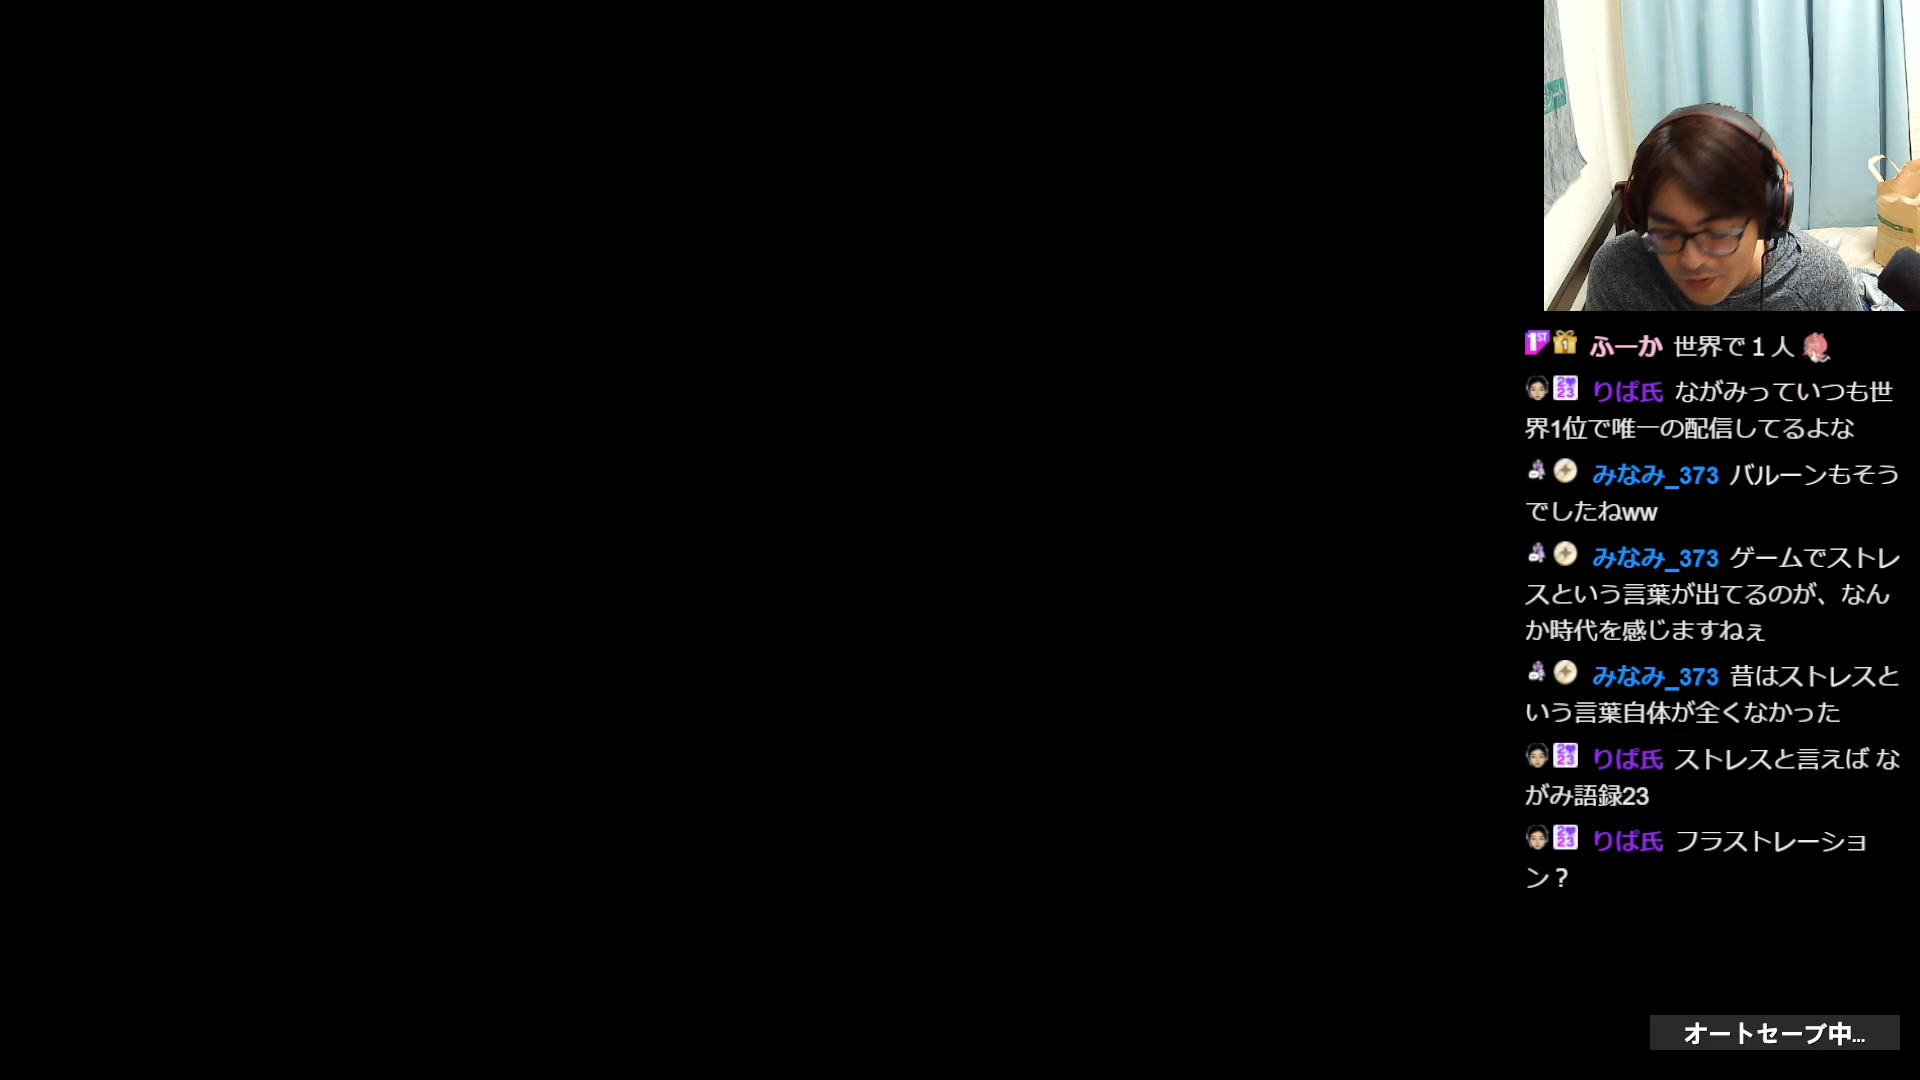 1ST 1 ふーか 世界で1人
2 23 りぱ氏 ながみっていつも世
界1位で唯一の配信してるよな
みなみ_373 バルーンもそう
でしたねww
みなみ_373 ゲームでストレ
スという言葉が出てるのが、なん
か時代を感じますねぇ
みなみ_373 昔はストレスと
いう言葉自体が全くなかった
2 23 りぱ氏 ストレスと言えば な
がみ語録23
2 23 りぱ氏 フラストレーショ
ン？
オートセーブ中...